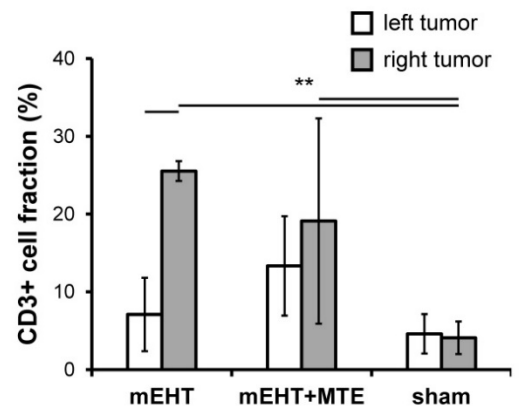 left tumor
right tumor
**
CD3+ cell fraction (%)
40
30
20
10
0
mEHT
mEHT+MTE
sham